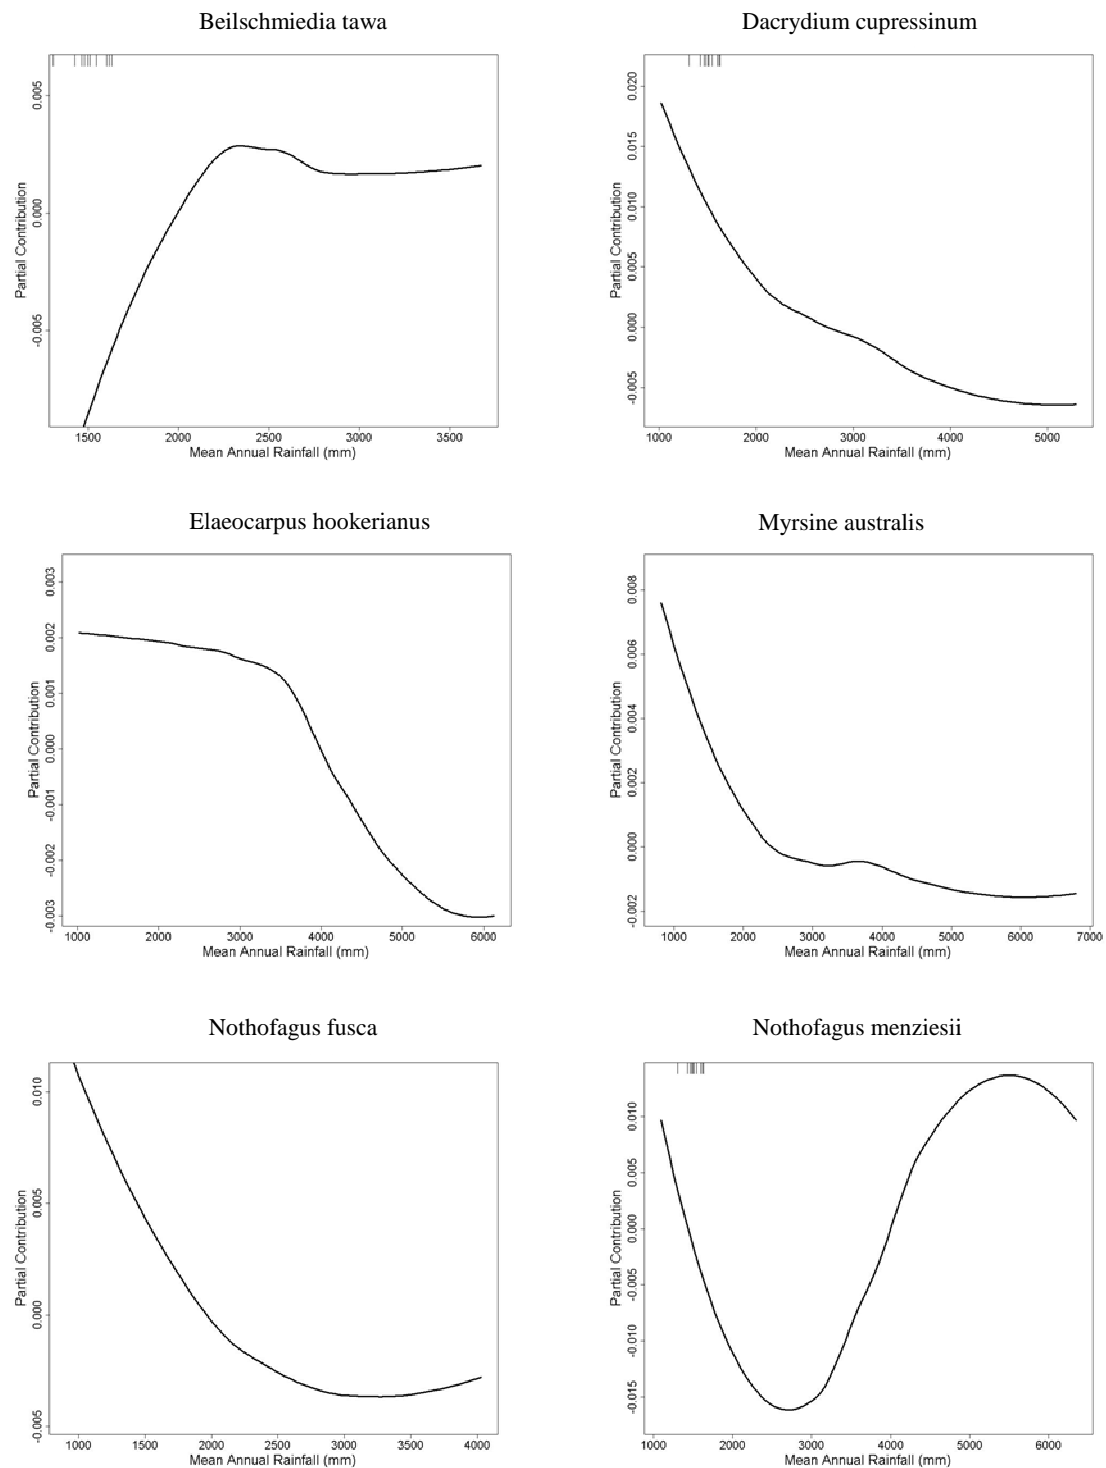 Beilschmiedia tawa
Partial Contribution
0.005
0.000
-0.005
1500 2000 2500 3000 3500
Mean Annual Rainfall (mm)
Dacrydium cupressinum
Partial Contribution
0.020
0.015
0.010
0.005
0.000
-0.005
1000 2000 3000 4000 5000
Mean Annual Rainfall (mm)
Elaeocarpus hookerianus
Partial Contribution
0.003
0.002
0.001
0.000
-0.001
-0.002
-0.003
1000 2000 3000 4000 5000 6000
Mean Annual Rainfall (mm)
Myrsine australis
Partial Contribution
0.008
0.006
0.004
0.002
0.000
-0.002
1000 2000 3000 4000 5000 6000 7000
Mean Annual Rainfall (mm)
Nothofagus fusca
Partial Contribution
0.010
0.005
0.000
-0.005
1000 1500 2000 2500 3000 3500 4000
Mean Annual Rainfall (mm)
Nothofagus menziesii
Partial Contribution
0.010
0.005
0.000
-0.005
-0.010
-0.015
1000 2000 3000 4000 5000 6000
Mean Annual Rainfall (mm)